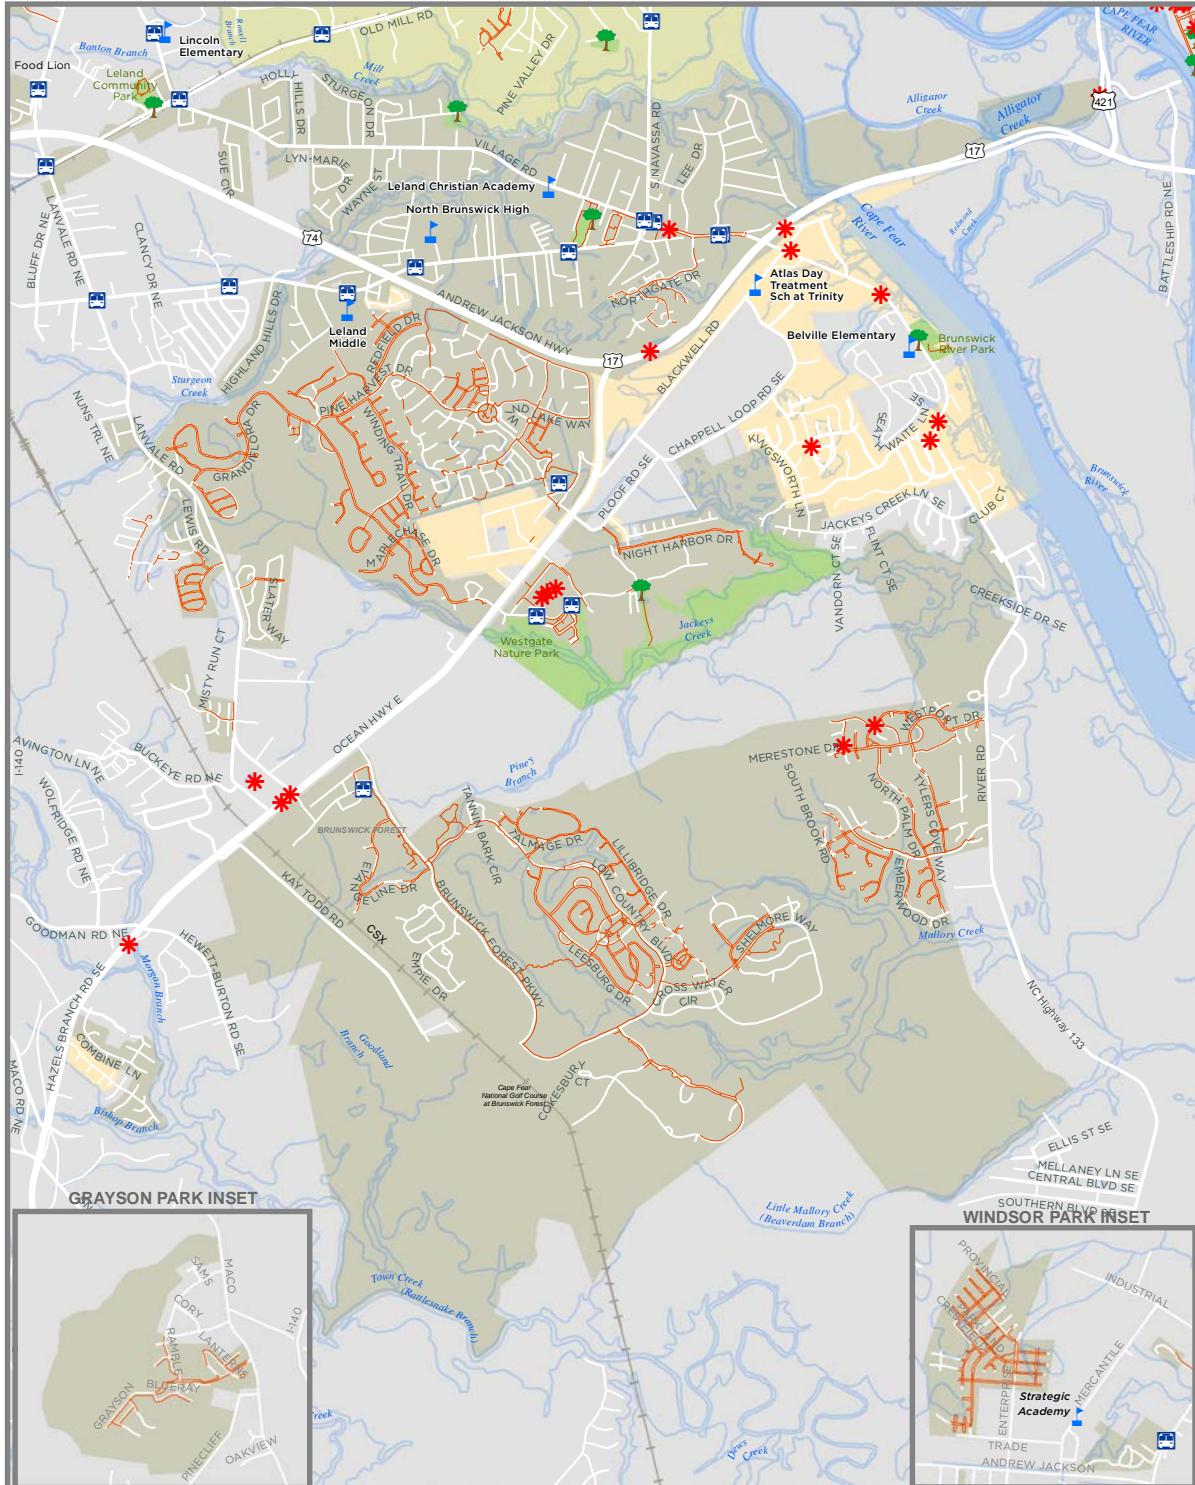 OLD MILL RD
CAPE FEAR
RIVER
Rowell
Branch
Lincoln
Elementary
Banton Branch
Food Lion
Leland
Community
Park
Mill
Creek
PINE VALLEY DR
HOLLY
HILLS DR
STURGEON DR
Alligator
Creek
Alligator
Creek
421
17
S NAVASSA RD
VILLAGE RD
LEE DR
SUE CIR
LYN-MARIE
DR
WAYNE ST
Leland Christian Academy
North Brunswick High
BLUFF DR NE
LANVALE RD NE
CLANCY DR NE
74
Cape Fear
River
Redmond
Creek
BATTLESHIP RD NE
Atlas Day
Treatment
Sch at Trinity
NORTHGATE DR
ANDREW JACKSON HWY
Leland
Middle
HIGHLAND HILLS DR
REDFIELD DR
17
BLACKWELL RD
Belville Elementary
Brunswick
River Park
Sturgeon
Creek
NUNS TRL NE
PINE HARVEST DR
ND LAKE WAY
W
CHAPPELL LOOP RD SE
SE
WAITE LN
SEATH
LANVALE RD
GRANDIFLORA DR
WINDING TRAIL DR
KINGSWORTH LN
PLOOF RD SE
Brunswick
River
LEWIS RD
MAPLECHASE DR
JACKEYS CREEK LN SE
CLUB CT
NIGHT HARBOR DR
VANDORN CT SE
FLINT CT SE
SLATER WAY
CREEKSIDE DR SE
Jackeys
Creek
Westgate
Nature Park
MISTY RUN CT
OCEAN HWY E
WESTPORT DR
MERESTONE DR
I-140
AVINGTON LN NE
BUCKEYE RD NE
WOLFRIDGE RD NE
Pine's
Branch
SOUTH BROOK RD
NORTH PALM DR
TYLERS COVE WAY
RIVER RD
BRUNSWICK FOREST
TANNIN BARK CIR
TALMAGE DR
LILLIBRIDGE DR
LOW COUNTRY BLVD
EVANG
ELINE DR
EMBERWOOD DR
Mallory Creek
KAY TODD RD
CSX
BRUNSWICK FOREST PKWY
SHELMORE WAY
GOODMAN RD NE
HEWETT-BURTON RD SE
Morgan Branch
EMPIE DR
LEESBURG DR
CROSS WATER
CIR
HAZELS BRANCH RD SE
NC Highway 133
Goodland
Branch
COMBINE LN
MACO RD NE
Cape Fear
National Golf Course
at Brunswick Forest
COKESBURY
CT
Bishop Branch
ELLIS ST SE
MELLANEY LN SE
CENTRAL BLVD SE
SOUTHERN BLVD SE
Little Mallory Creek
(Beaverdam Branch)
GRAYSON PARK INSET
WINDSOR PARK INSET
SAMS
MACO
CORY
I-140
RAMBLE
LANTERNS
BLUERAY
GRAYSON
PINECLIFF
OAKVIEW
Town Creek
(Rattlesnake Branch)
Creek
Dews
Creek
PROVINCIAL
INDUSTRIAL
PARKLAND
MERCANTILE
ENTERPRISE
Strategic
Academy
TRADE
ANDREW JACKSON